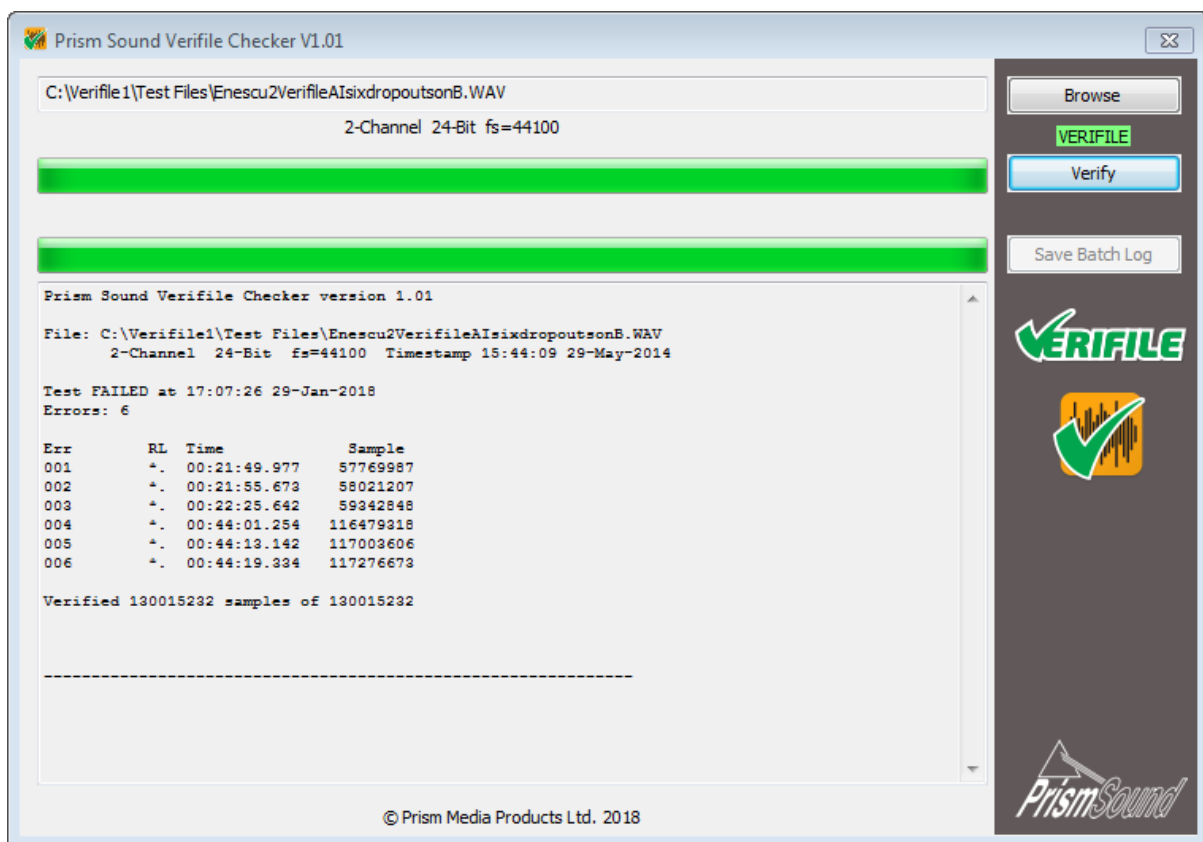 Prism Sound Verifile Checker V1.01
C:\Verifile1\Test Files\Enescu2VerifileAIsixdropoutsonB.WAV
Browse
2-Channel 24-Bit fs=44100
VERIFILE
Verify
Save Batch Log
Prism Sound Verifile Checker version 1.01
File: C:\Verifile1\Test Files\Enescu2VerifileAIsixdropoutsonB.WAV
2-Channel 24-Bit fs=44100 Timestamp 15:44:09 29-May-2014
VERIFILE
Test FAILED at 17:07:26 29-Jan-2018
Errors: 6
Err RL Time Sample
001 *. 00:21:49.977 57769987
002 *. 00:21:55.673 58021207
003 *. 00:22:25.642 59342848
004 *. 00:44:01.254 116479318
005 *. 00:44:13.142 117003606
006 *. 00:44:19.334 117276673
Verified 130015232 samples of 130015232
--------------------------------------------------------------
PrismSound
© Prism Media Products Ltd. 2018